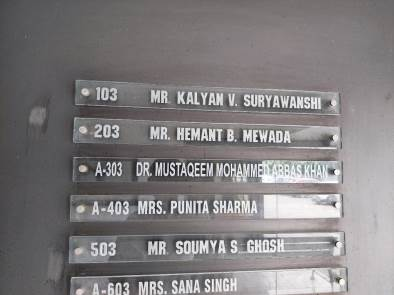 103 MR. KALYAN V. SURYAWANSHI
203 MR. HEMANT B. MEWADA
A-303 DR. MUSTAQEEM MOHAMMED ABBAS KHAN
A-403 MRS. PUNITA SHARMA
503 MR. SOUMYA S. GHOSH
A-603 MRS. SANA SINGH